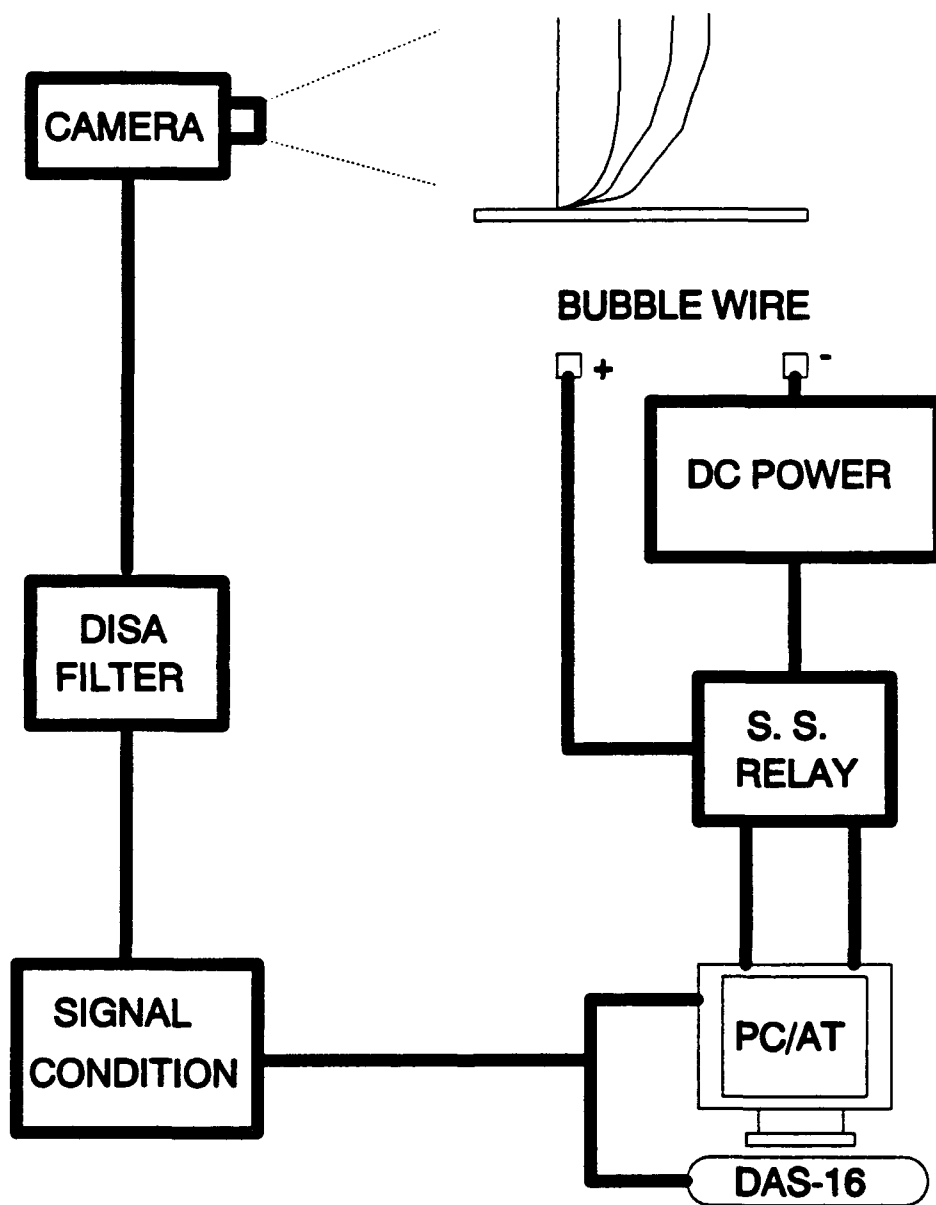 CAMERA
BUBBLE WIRE
+
-
DC POWER
DISA
FILTER
S. S.
RELAY
SIGNAL
CONDITION
PC/AT
DAS-16